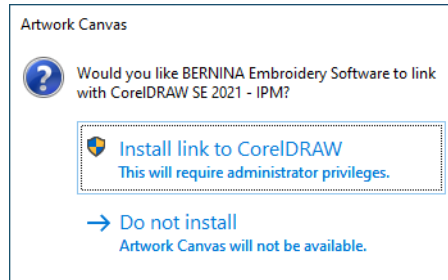 Artwork Canvas
Would you like BERNINA Embroidery Software to link
with CorelDRAW SE 2021 - IPM?
Install link to CorelDRAW
This will require administrator privileges.
Do not install
Artwork Canvas will not be available.